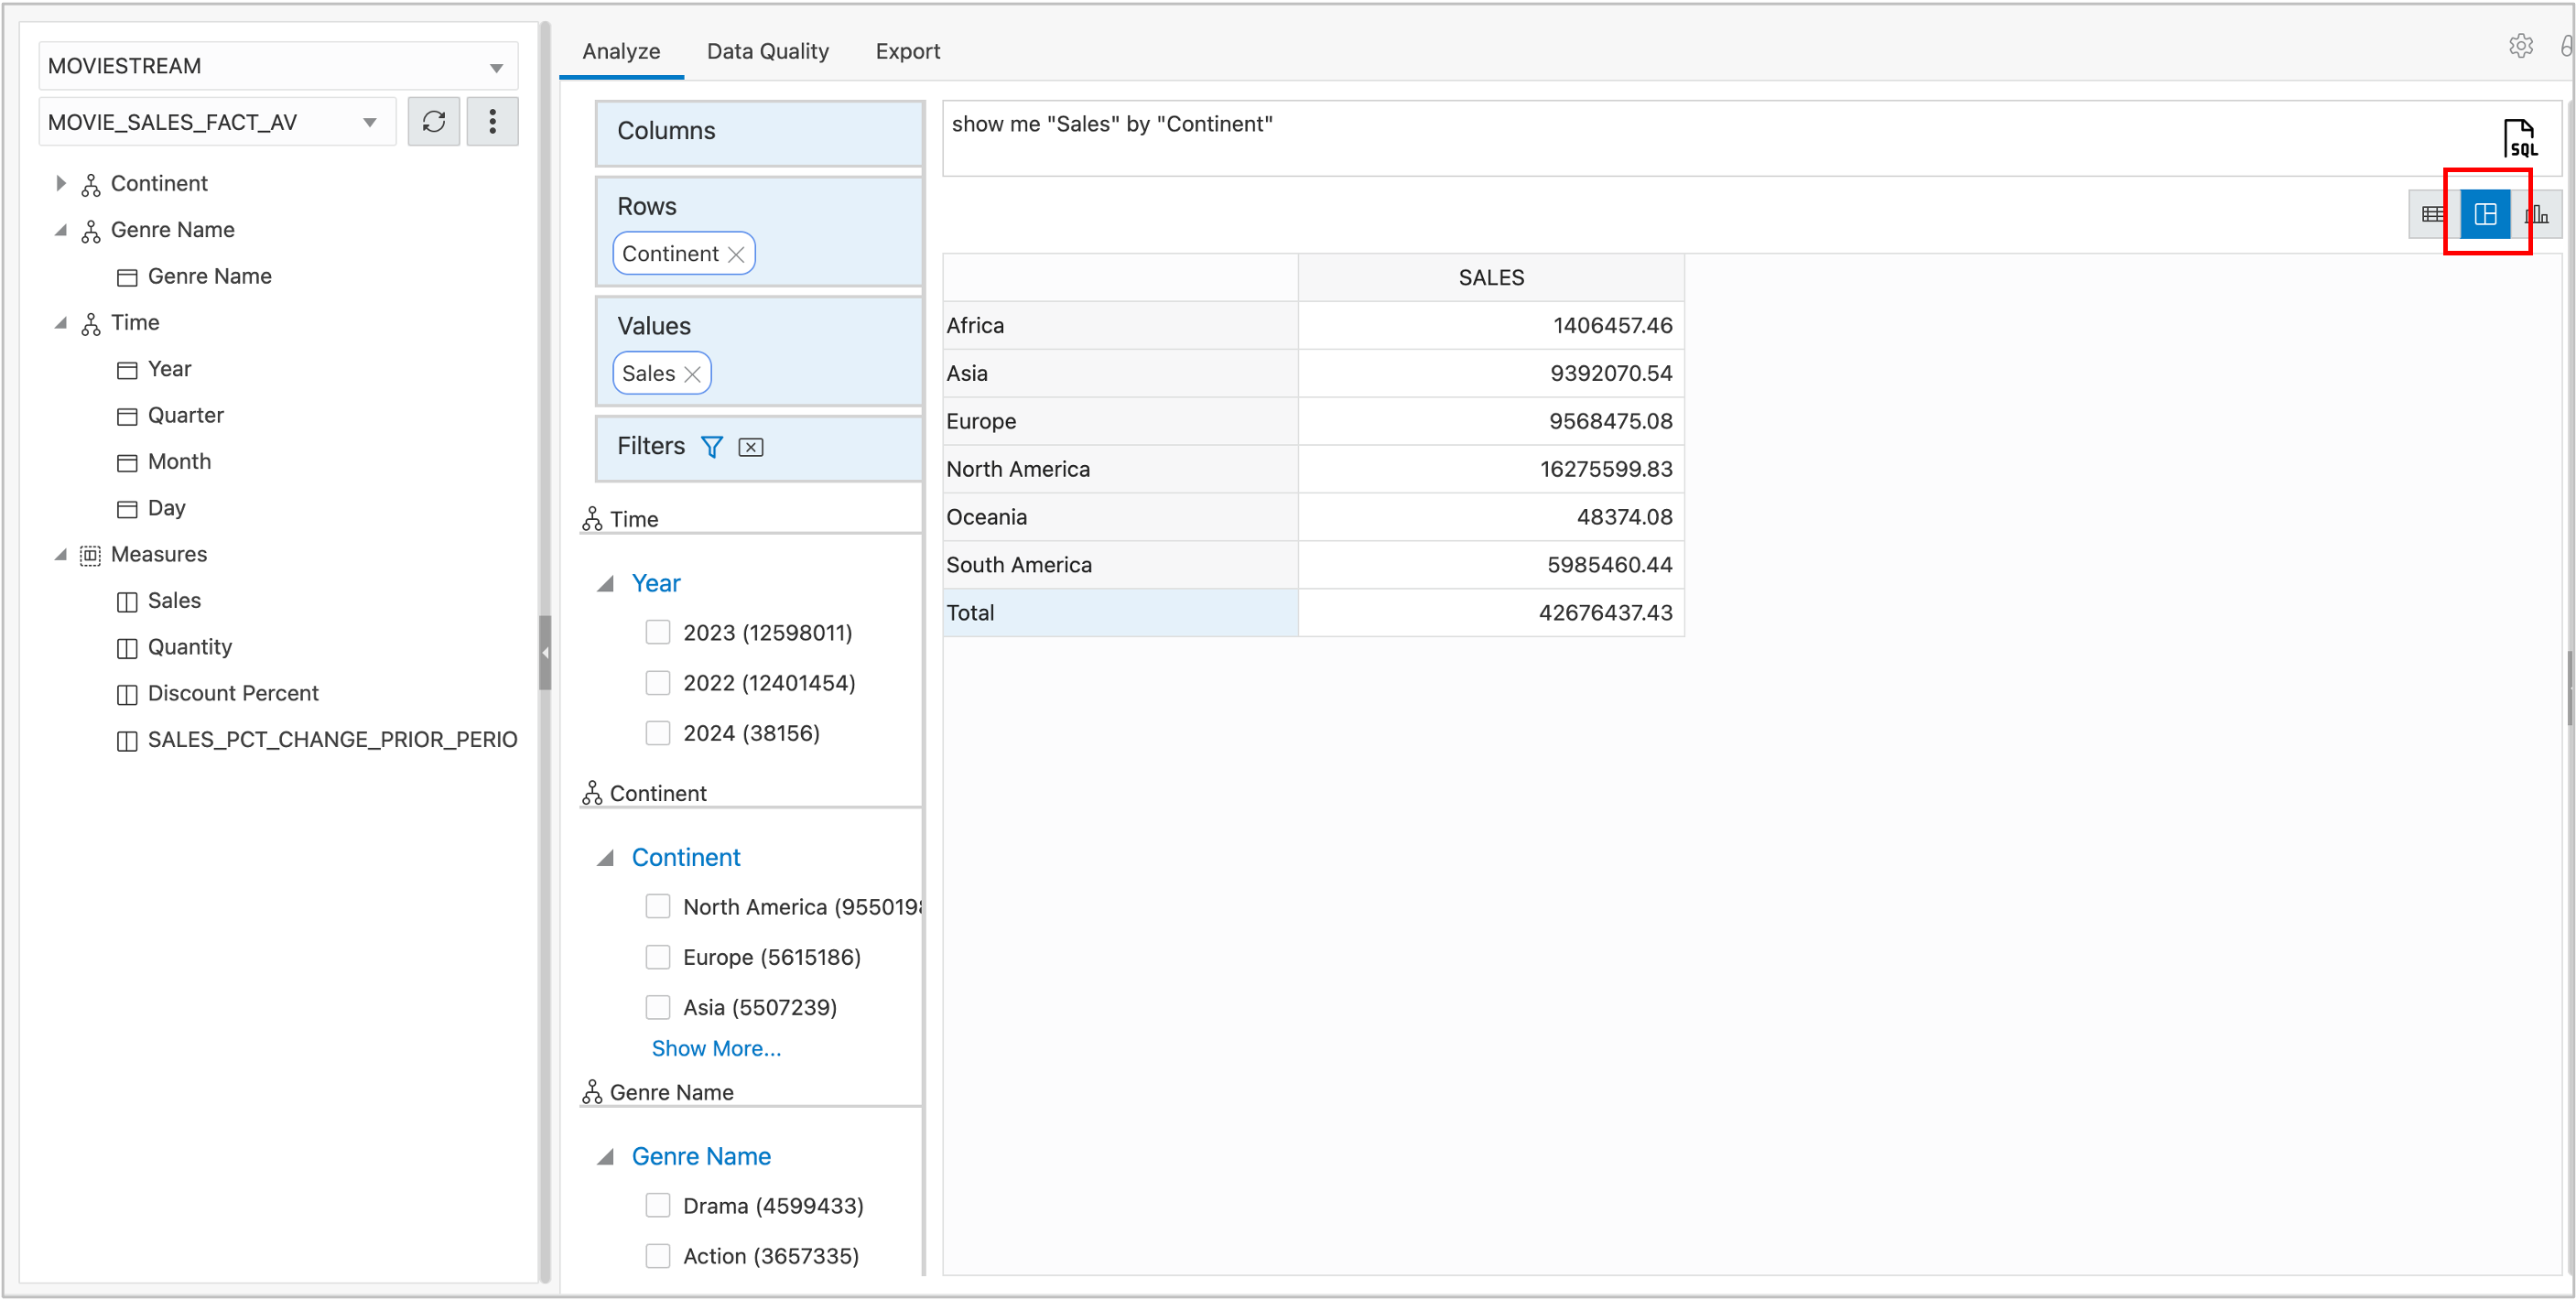 MOVIESTREAM
MOVIE_SALES_FACT_AV
Continent
Genre Name
Genre Name
Time
Year
Quarter
Month
Day
Measures
Sales
Quantity
Discount Percent
SALES_PCT_CHANGE_PRIOR_PERIO
Analyze Data Quality Export
Columns
Rows
Continent
Values
Sales
Filters
Time
Year
2023 (12598011)
2022 (12401454)
2024 (38156)
Continent
Continent
North America (955019
Europe (5615186)
Asia (5507239)
Show More...
Genre Name
Genre Name
Drama (4599433)
Action (3657335)
show me "Sales" by "Continent"
SQL
SALES
Africa 1406457.46
Asia 9392070.54
Europe 9568475.08
North America 16275599.83
Oceania 48374.08
South America 5985460.44
Total 42676437.43